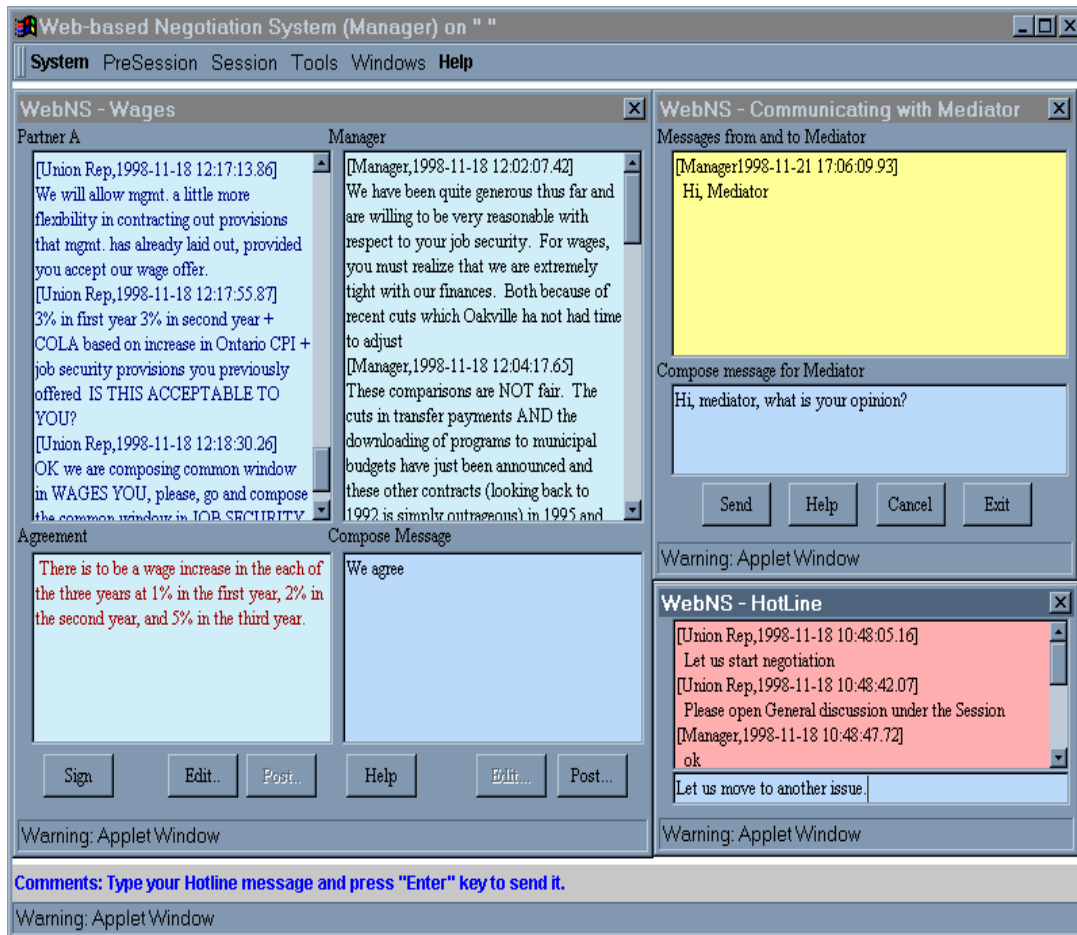 Web-based Negotiation System (Manager) on " "
System PreSession Session Tools Windows Help
WebNS - Wages
Partner A
[Union Rep,1998-11-18 12:17:13.86]
We will allow mgmt. a little more
flexibility in contracting out provisions
that mgmt. has already laid out, provided
you accept our wage offer.
[Union Rep,1998-11-18 12:17:55.87]
3% in first year 3% in second year +
COLA based on increase in Ontario CPI +
job security provisions you previously
offered IS THIS ACCEPTABLE TO
YOU?
[Union Rep,1998-11-18 12:18:30.26]
OK we are composing common window
in WAGES YOU, please, go and compose
the common window in JOB SECURITY
Manager
[Manager,1998-11-18 12:02:07.42]
We have been quite generous thus far and
are willing to be very reasonable with
respect to your job security. For wages,
you must realize that we are extremely
tight with our finances. Both because of
recent cuts which Oakville ha not had time
to adjust
[Manager,1998-11-18 12:04:17.65]
These comparisons are NOT fair. The
cuts in transfer payments AND the
downloading of programs to municipal
budgets have just been announced and
these other contracts (looking back to
1992 is simply outrageous) in 1995 and
Agreement
There is to be a wage increase in the each of
the three years at 1% in the first year, 2% in
the second year, and 5% in the third year.
Compose Message
We agree
Sign Edit.. Post.. Help Edit... Post...
Warning: Applet Window
WebNS - Communicating with Mediator
Messages from and to Mediator
[Manager1998-11-21 17:06:09.93]
Hi, Mediator
Compose message for Mediator
Hi, mediator, what is your opinion?
Send Help Cancel Exit
Warning: Applet Window
WebNS - HotLine
[Union Rep,1998-11-18 10:48:05.16]
Let us start negotiation
[Union Rep,1998-11-18 10:48:42.07]
Please open General discussion under the Session
[Manager,1998-11-18 10:48:47.72]
ok
Let us move to another issue.
Warning: Applet Window
Comments: Type your Hotline message and press "Enter" key to send it.
Warning: Applet Window